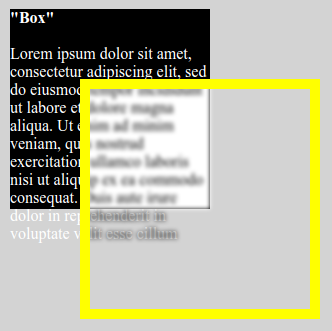 "Box"
Lorem ipsum dolor sit amet,
consectetur adipiscing elit, sed
do eiusmod tempor incididunt
ut labore et dolore magna
aliqua. Ut enim ad minim
veniam, quis nostrud
exercitation ullamco laboris
nisi ut aliquip ex ea commodo
consequat. Duis aute irure
dolor in reprehenderit in
voluptate velit esse cillum